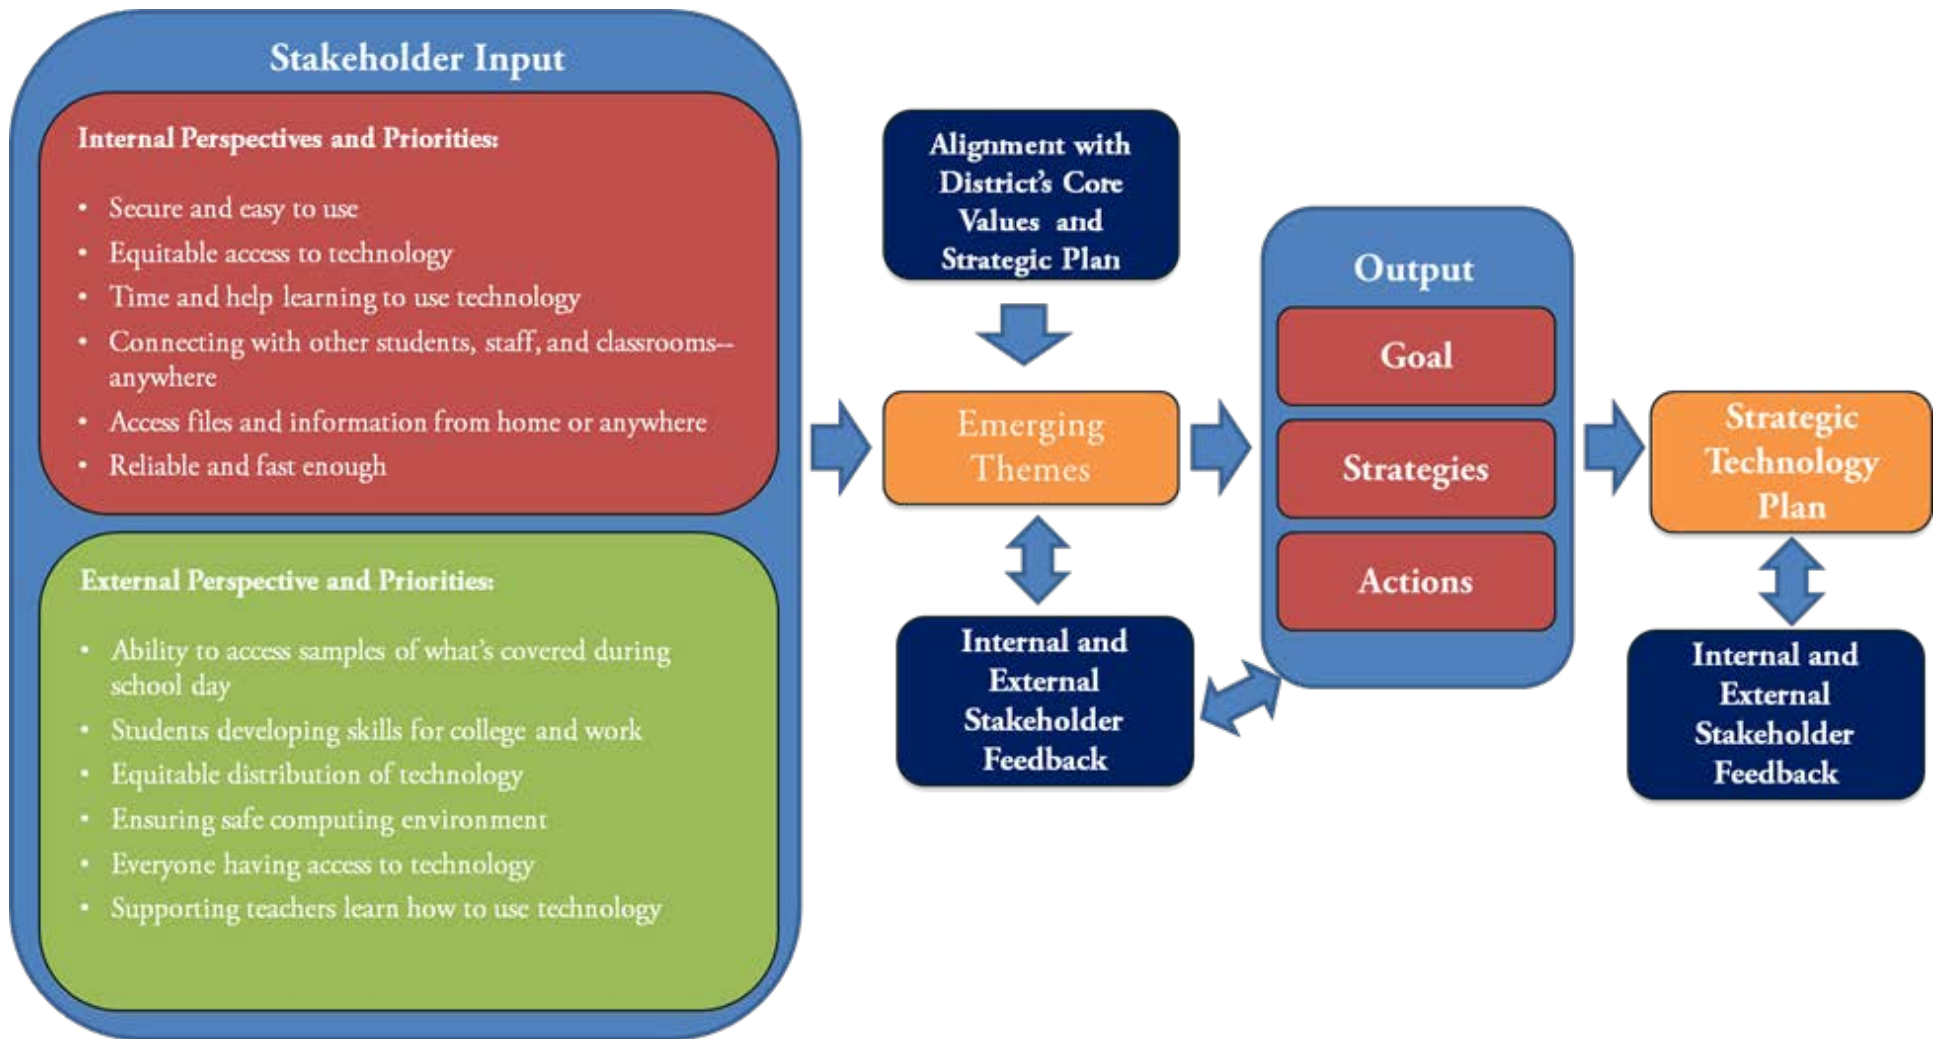 Stakeholder Input
Internal Perspectives and Priorities:
• Secure and easy to use
• Equitable access to technology
• Time and help learning to use technology
• Connecting with other students, staff, and classrooms--
anywhere
• Access files and information from home or anywhere
• Reliable and fast enough
External Perspective and Priorities:
• Ability to access samples of what's covered during
school day
• Students developing skills for college and work
• Equitable distribution of technology
• Ensuring safe computing environment
• Everyone having access to technology
• Supporting teachers learn how to use technology
Alignment with
District's Core
Values and
Strategic Plan
Emerging
Themes
Internal and
External
Stakeholder
Feedback
Output
Goal
Strategies
Actions
Strategic
Technology
Plan
Internal and
External
Stakeholder
Feedback